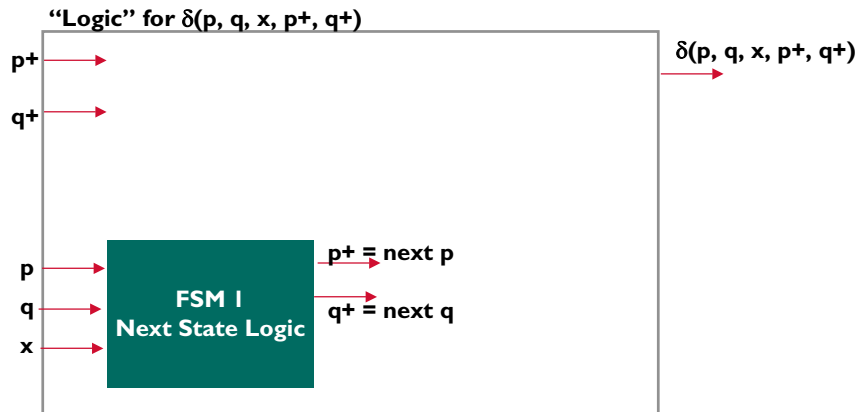 “Logic” for δ(p, q, x, p+, q+)
p+
δ(p, q, x, p+, q+)
q+
p+ = next p
p
FSM 1
q
q+ = next q
Next State Logic
x